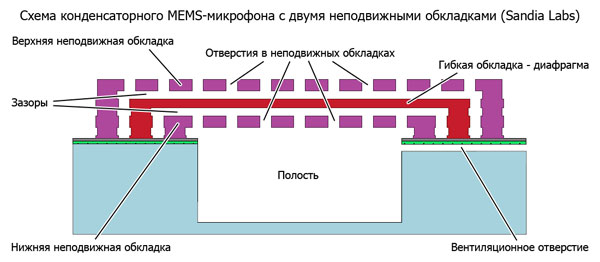 Схема конденсаторного MEMS-микрофона с двумя неподвижными обкладками (Sandia Labs)
Верхняя неподвижная обкладка
Отверстия в неподвижных обкладках
Гибкая обкладка - диафрагма
Зазоры
Полость
Нижняя неподвижная обкладка
Вентиляционное отверстие